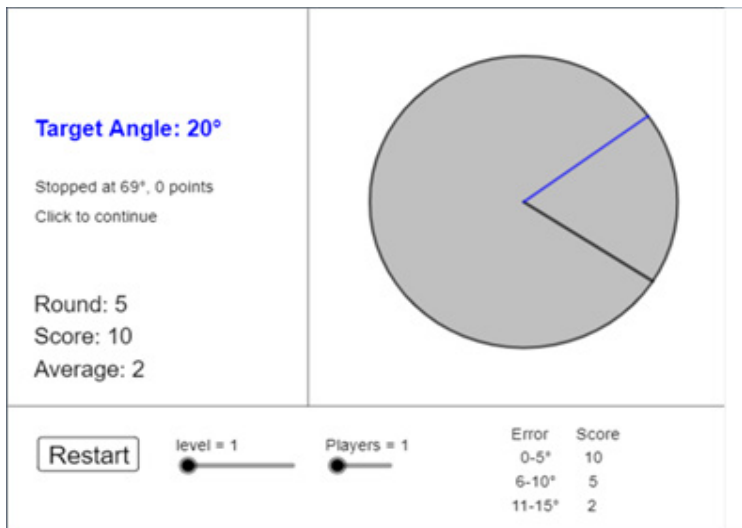 Target Angle: 20°
Stopped at 69°, 0 points
Click to continue
Round: 5
Score: 10
Average: 2
Restart
level = 1
Players = 1
Error Score
0-5° 10
6-10° 5
11-15° 2